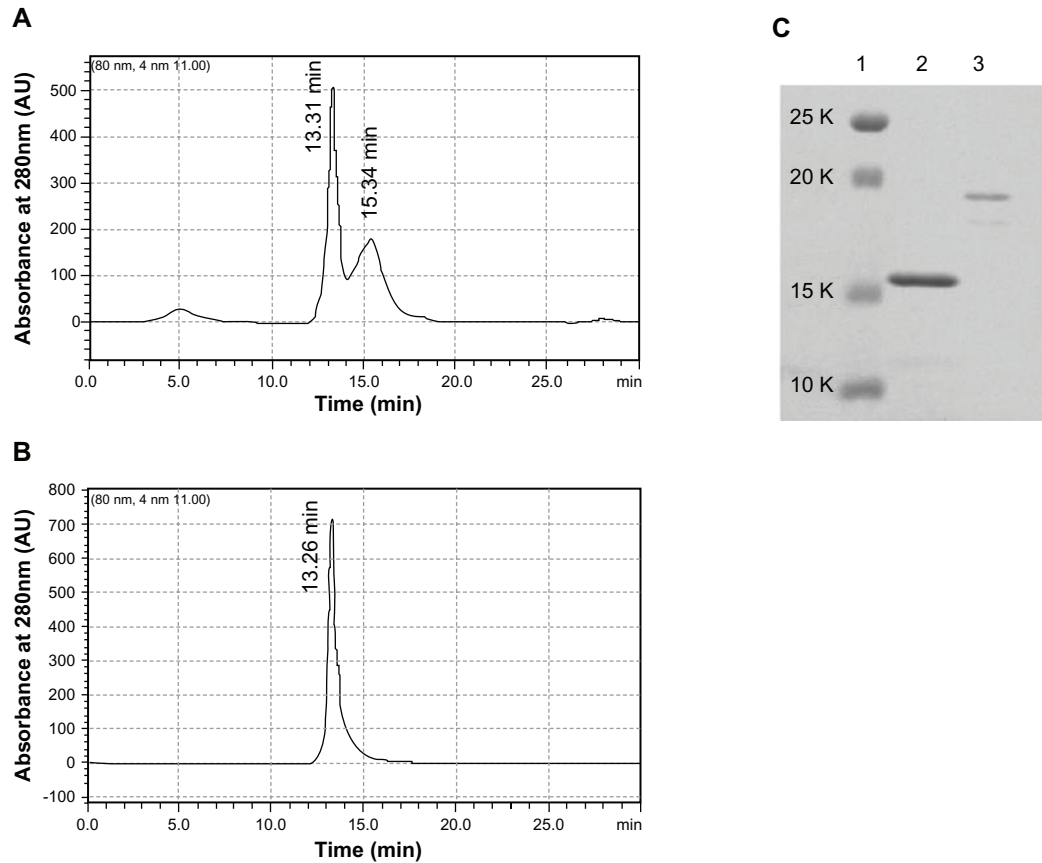 A
(80 nm, 4 nm 11.00)
Absorbance at 280nm (AU)
500
400
300
200
100
0
13.31 min
15.34 min
0.0 5.0 10.0 15.0 20.0 25.0 min
Time (min)
B
(80 nm, 4 nm 11.00)
Absorbance at 280nm (AU)
800
700
600
500
400
300
200
100
0
-100
13.26 min
0.0 5.0 10.0 15.0 20.0 25.0 min
Time (min)
C
1 2 3
25 K
20 K
15 K
10 K